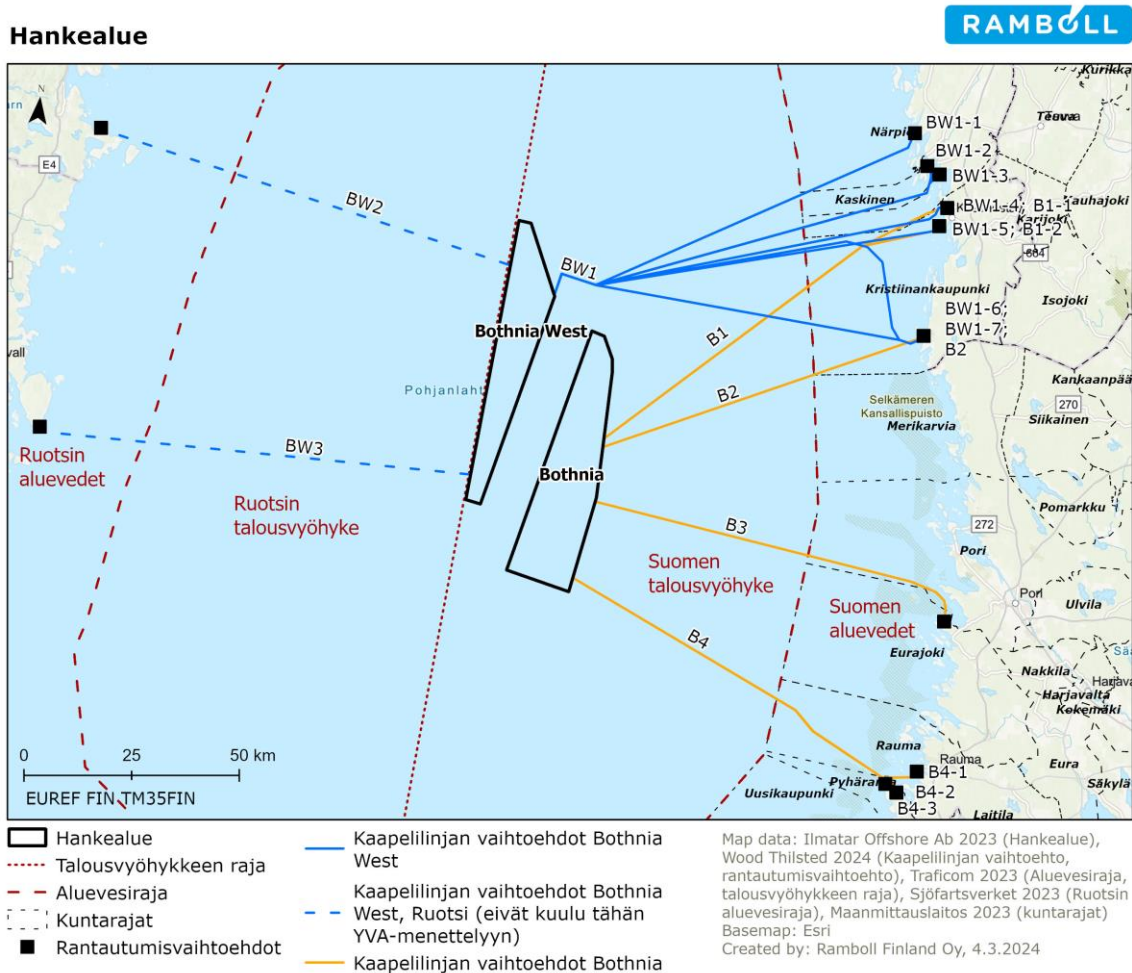 RAMBOLL
Hankealue
N
E4
BW2
BW3
BW1
B1
B2
B3
B4
Bothnia West
Bothnia
Pohjanlaht
Ruotsin
aluevedet
Ruotsin
talousvyöhyke
Suomen
talousvyöhyke
Suomen
aluevedet
Kurikka
Närpiö
BW1-1
BW1-2
BW1-3
Kaskinen
BW1-4; B1-1
Karijoki
BW1-5; B1-2
Kristiinankaupunki
Isojoki
BW1-6;
BW1-7;
B2
Kankaanpää
270
Selkämeren
Kansallispuisto
Merikarvia
Siikainen
272
Pomarkku
Pori
Pori
Ulvila
Eurajoki
Nakkila
Harjavalta
Kokemäki
Rauma
Rauma
Eura
Säkylä
Pyhäranta
Uusikaupunki
B4-1
B4-2
B4-3
Laitila
0 25 50 km
EUREF FIN TM35FIN
Hankealue
Talousvyöhykkeen raja
Aluevesiraja
Kuntarajat
Rantautumisvaihtoehdot
Kaapelilinjan vaihtoehdot Bothnia
West
Kaapelilinjan vaihtoehdot Bothnia
West, Ruotsi (eivät kuulu tähän
YVA-menettelyyn)
Kaapelilinjan vaihtoehdot Bothnia
Map data: Ilmatar Offshore Ab 2023 (Hankealue),
Wood Thilsted 2024 (Kaapelilinjan vaihtoehto,
rantautumisvaihtoehto), Traficom 2023 (Aluevesiraja,
talousvyöhykkeen raja), Sjöfartsverket 2023 (Ruotsin
aluevesiraja), Maanmittauslaitos 2023 (kuntarajat)
Basemap: Esri
Created by: Ramboll Finland Oy, 4.3.2024